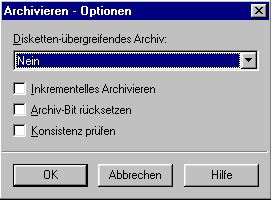 Archivieren - Optionen
Disketten-übergreifendes Archiv:
Nein
Inkrementelles Archivieren
Archiv-Bit rücksetzen
Konsistenz prüfen
OK Abbrechen Hilfe